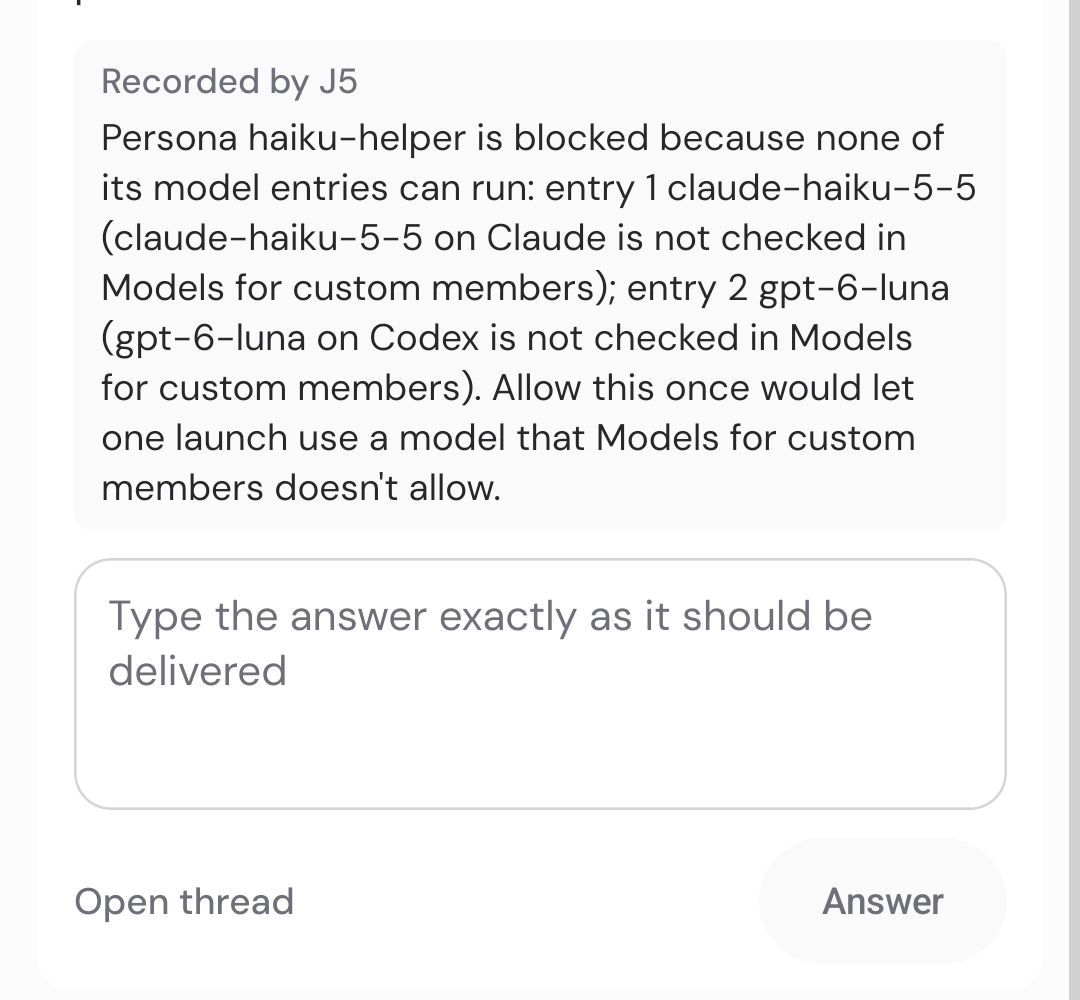 Recorded by J5
Persona haiku-helper is blocked because none of
its model entries can run: entry 1 claude-haiku-5-5
(claude-haiku-5-5 on Claude is not checked in
Models for custom members); entry 2 gpt-6-luna
(gpt-6-luna on Codex is not checked in Models
for custom members). Allow this once would let
one launch use a model that Models for custom
members doesn't allow.
Type the answer exactly as it should be
delivered
Open thread
Answer